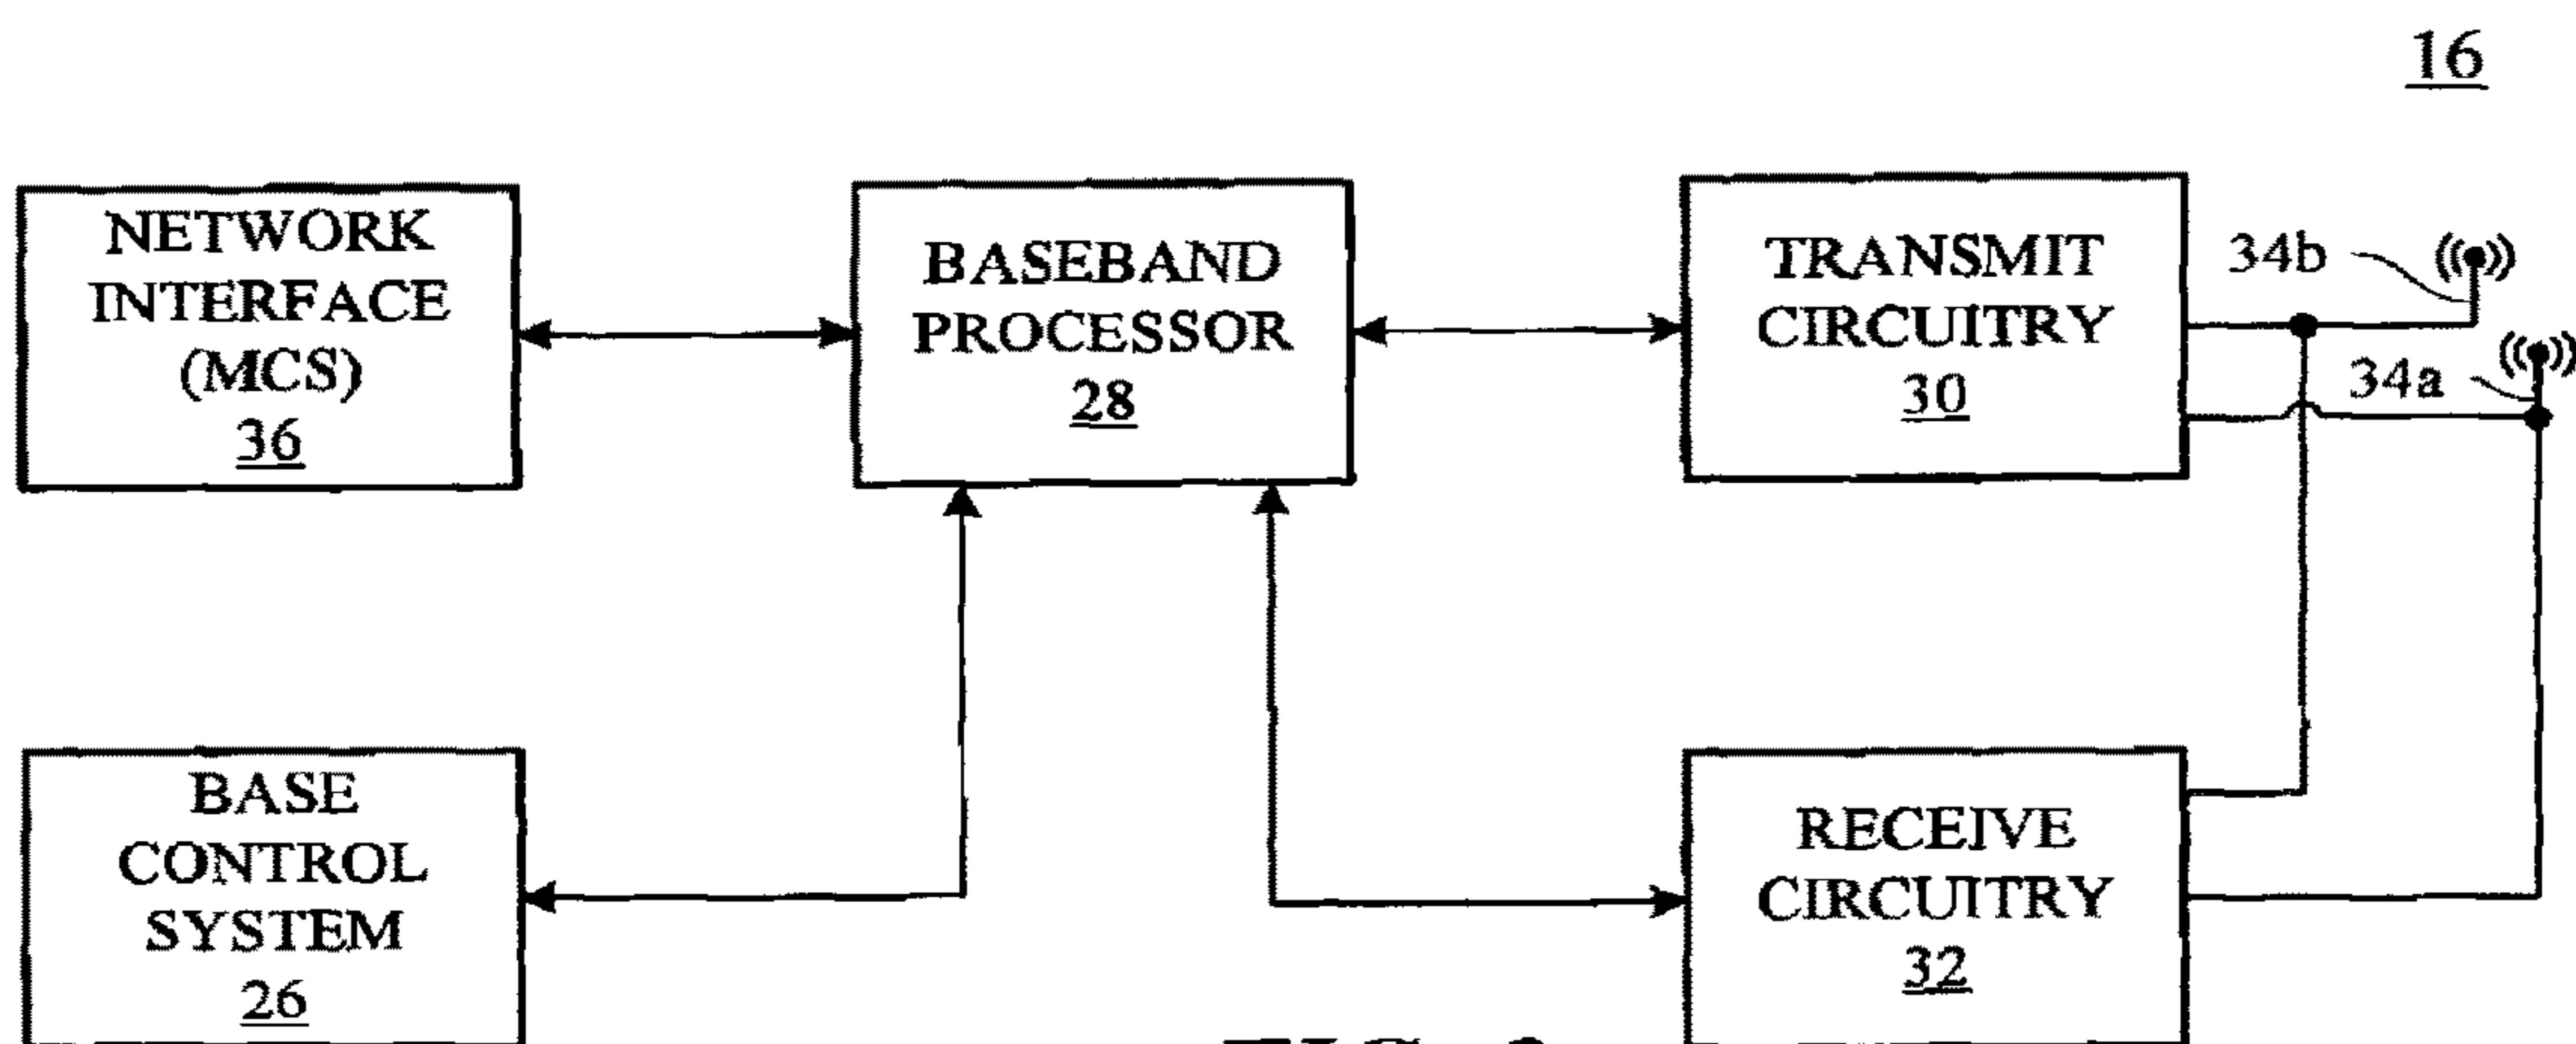 16
NETWORK
INTERFACE
(MCS)
36
BASEBAND
PROCESSOR
28
TRANSMIT
CIRCUITRY
30
34b
34a
BASE
CONTROL
SYSTEM
26
RECEIVE
CIRCUITRY
32